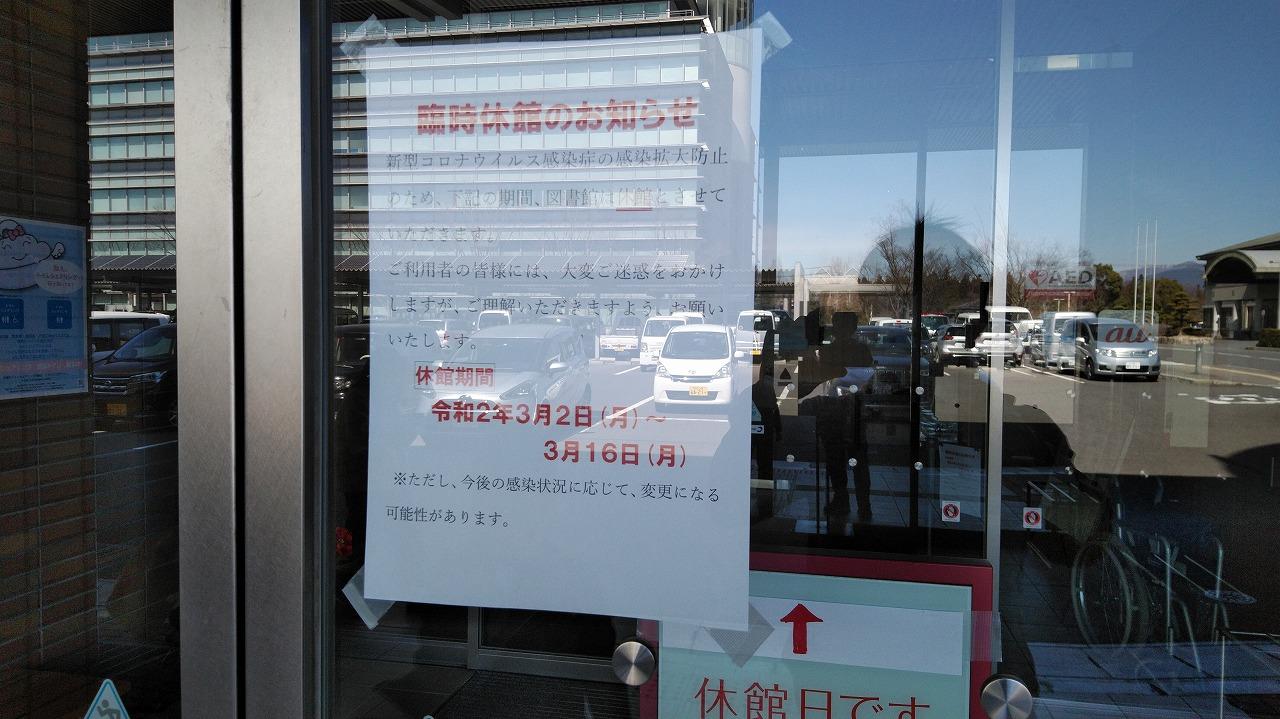 臨時休館のお知らせ
新型コロナウイルス感染症の感染拡大防止
のため、下記の期間、図書館は休館とさせて
いただきます。
ご利用者の皆様には、大変ご迷惑をおかけ
しますが、ご理解いただきますよう、お願い
いたします。
休館期間
令和2年3月2日(月)~
3月16日(月)
※ただし、今後の感染状況に応じて、変更になる
可能性があります。
休館日です
AED
au